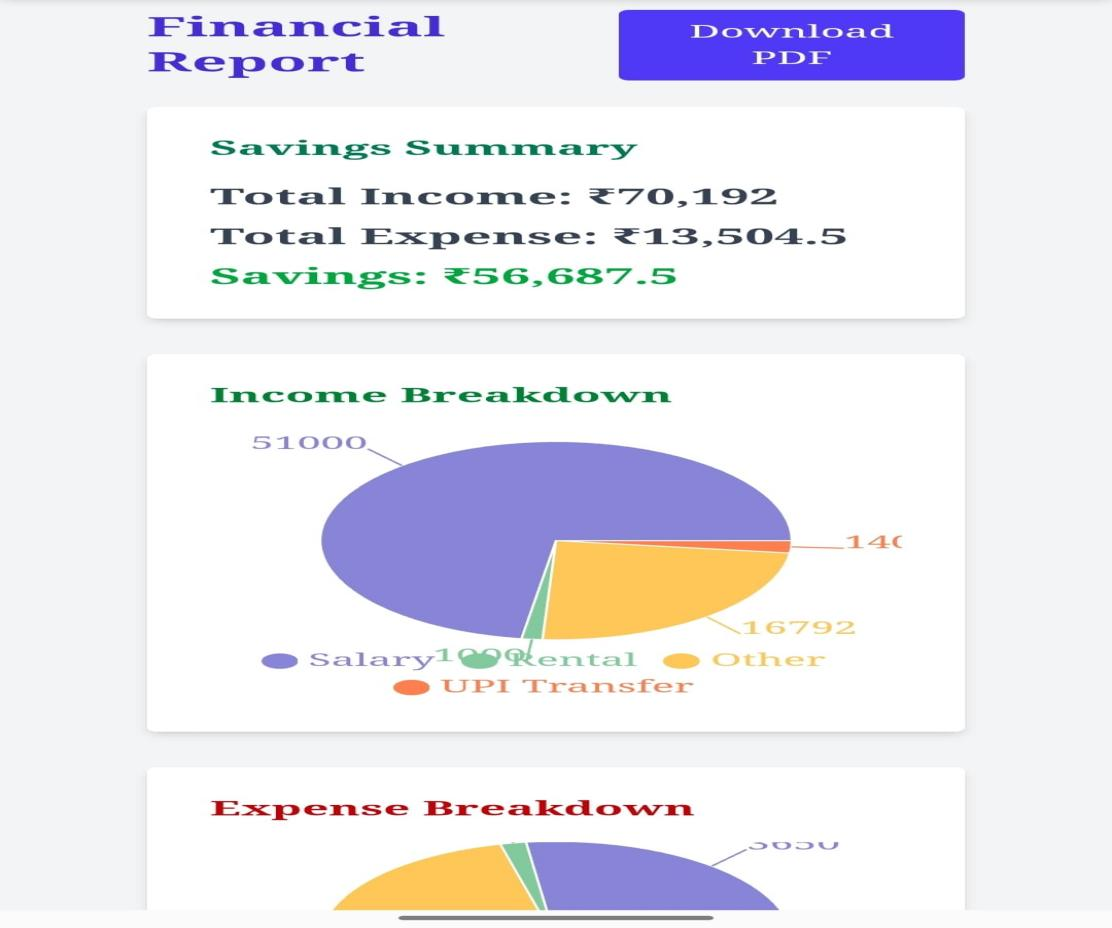 Financial
Report
Download
PDF
Savings Summary
Total Income: ₹70,192
Total Expense: ₹13,504.5
Savings: ₹56,687.5
Income Breakdown
51000
16792
1000
Salary Rental Other
UPI Transfer
Expense Breakdown